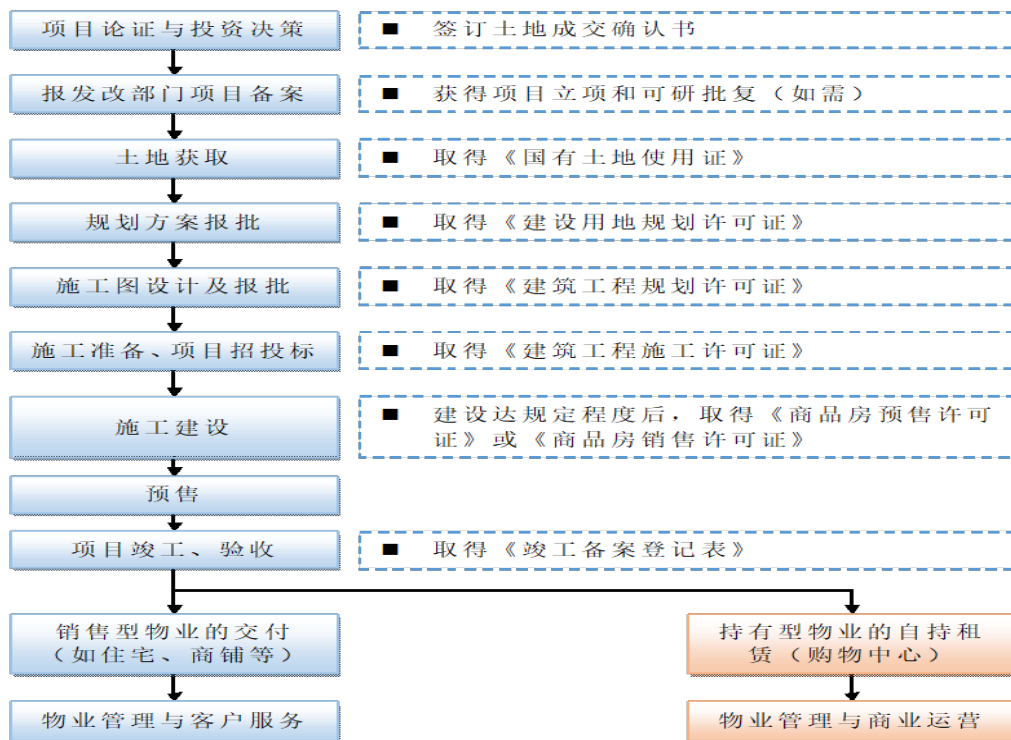 项目论证与投资决策
■ 签订土地成交确认书
报发改部门项目备案
■ 获得项目立项和可研批复（如需）
土地获取
■ 取得《国有土地使用证》
规划方案报批
■ 取得《建设用地规划许可证》
施工图设计及报批
■ 取得《建筑工程规划许可证》
施工准备、项目招投标
■ 取得《建筑工程施工许可证》
施工建设
■ 建设达规定程度后，取得《商品房预售许可
证》或《商品房销售许可证》
预售
项目竣工、验收
■ 取得《竣工备案登记表》
销售型物业的交付
（如住宅、商铺等）
持有型物业的自持租
赁（购物中心）
物业管理与客户服务
物业管理与商业运营